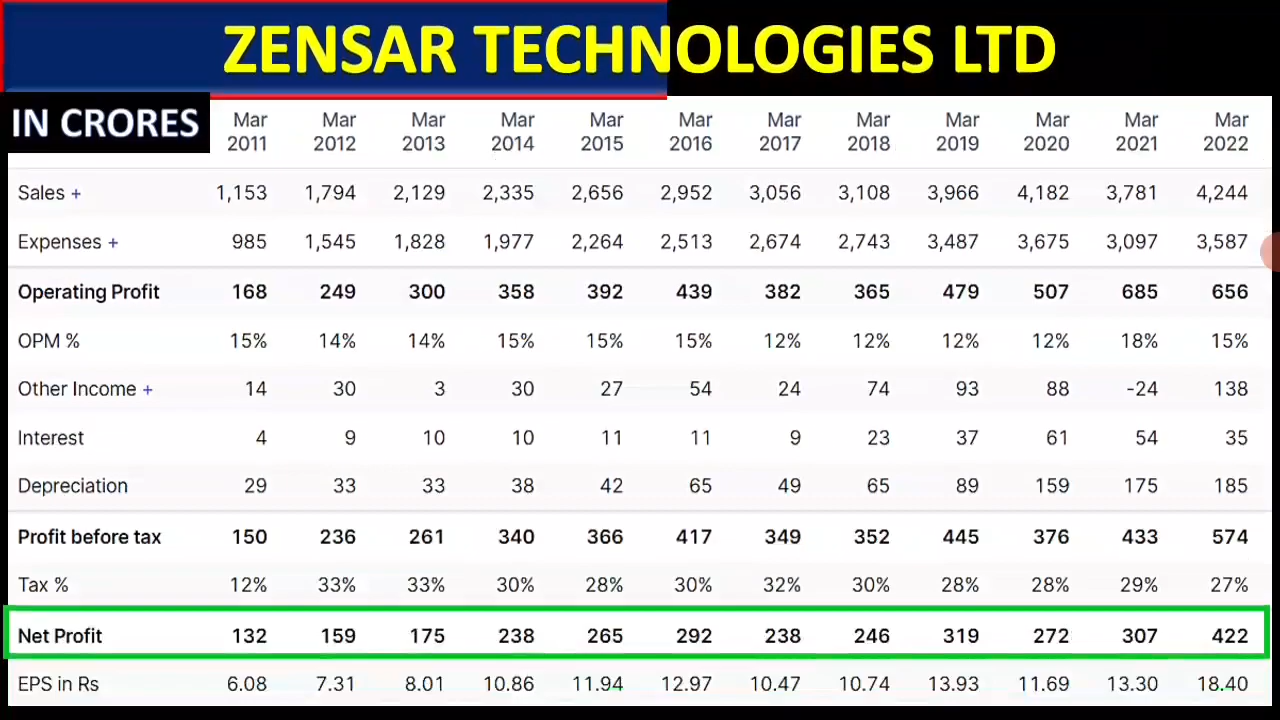 ZENSAR TECHNOLOGIES LTD
IN CRORES Mar 2011 Mar 2012 Mar 2013 Mar 2014 Mar 2015 Mar 2016 Mar 2017 Mar 2018 Mar 2019 Mar 2020 Mar 2021 Mar 2022
Sales + 1,153 1,794 2,129 2,335 2,656 2,952 3,056 3,108 3,966 4,182 3,781 4,244
Expenses + 985 1,545 1,828 1,977 2,264 2,513 2,674 2,743 3,487 3,675 3,097 3,587
Operating Profit 168 249 300 358 392 439 382 365 479 507 685 656
OPM % 15% 14% 14% 15% 15% 15% 12% 12% 12% 12% 18% 15%
Other Income + 14 30 3 30 27 54 24 74 93 88 -24 138
Interest 4 9 10 10 11 11 9 23 37 61 54 35
Depreciation 29 33 33 38 42 65 49 65 89 159 175 185
Profit before tax 150 236 261 340 366 417 349 352 445 376 433 574
Tax % 12% 33% 33% 30% 28% 30% 32% 30% 28% 28% 29% 27%
Net Profit 132 159 175 238 265 292 238 246 319 272 307 422
EPS in Rs 6.08 7.31 8.01 10.86 11.94 12.97 10.47 10.74 13.93 11.69 13.30 18.40